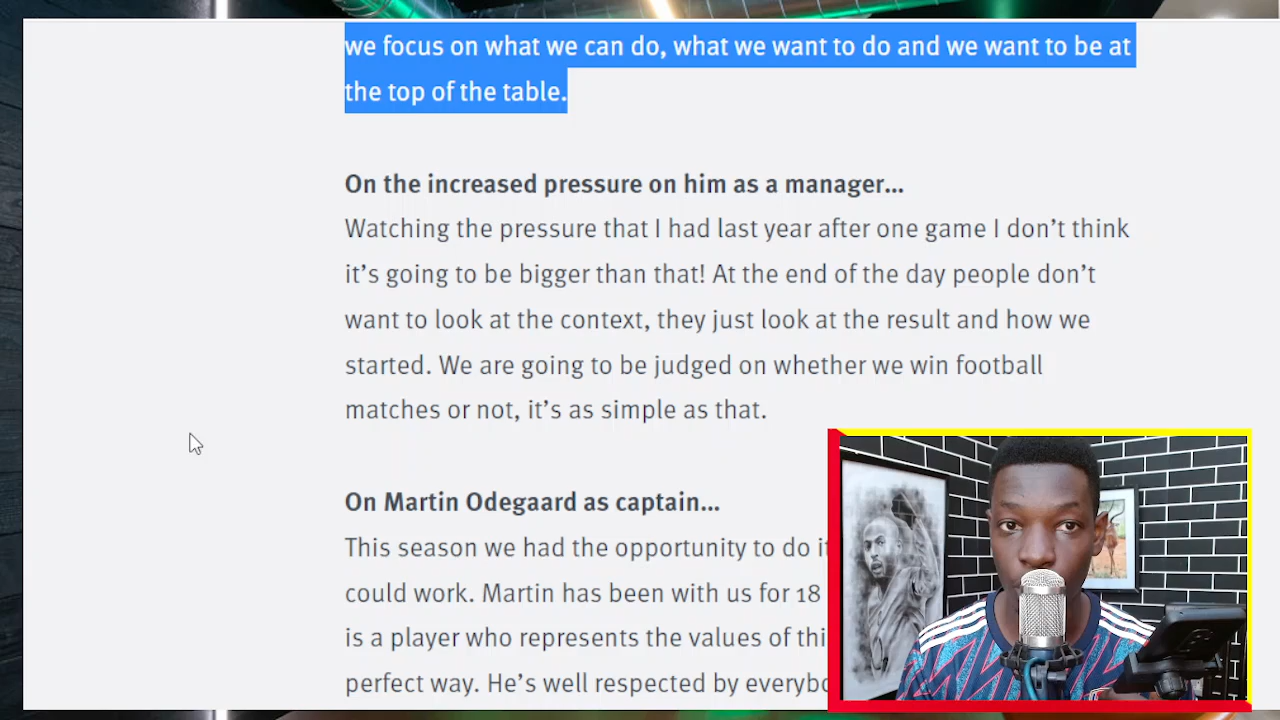 we focus on what we can do, what we want to do and we want to be at
the top of the table.
On the increased pressure on him as a manager...
Watching the pressure that I had last year after one game I don’t think
it’s going to be bigger than that! At the end of the day people don’t
want to look at the context, they just look at the result and how we
started. We are going to be judged on whether we win football
matches or not, it’s as simple as that.
On Martin Odegaard as captain...
This season we had the opportunity to do
could work. Martin has been with us for 18
is a player who represents the values of
perfect way. He’s well respected by